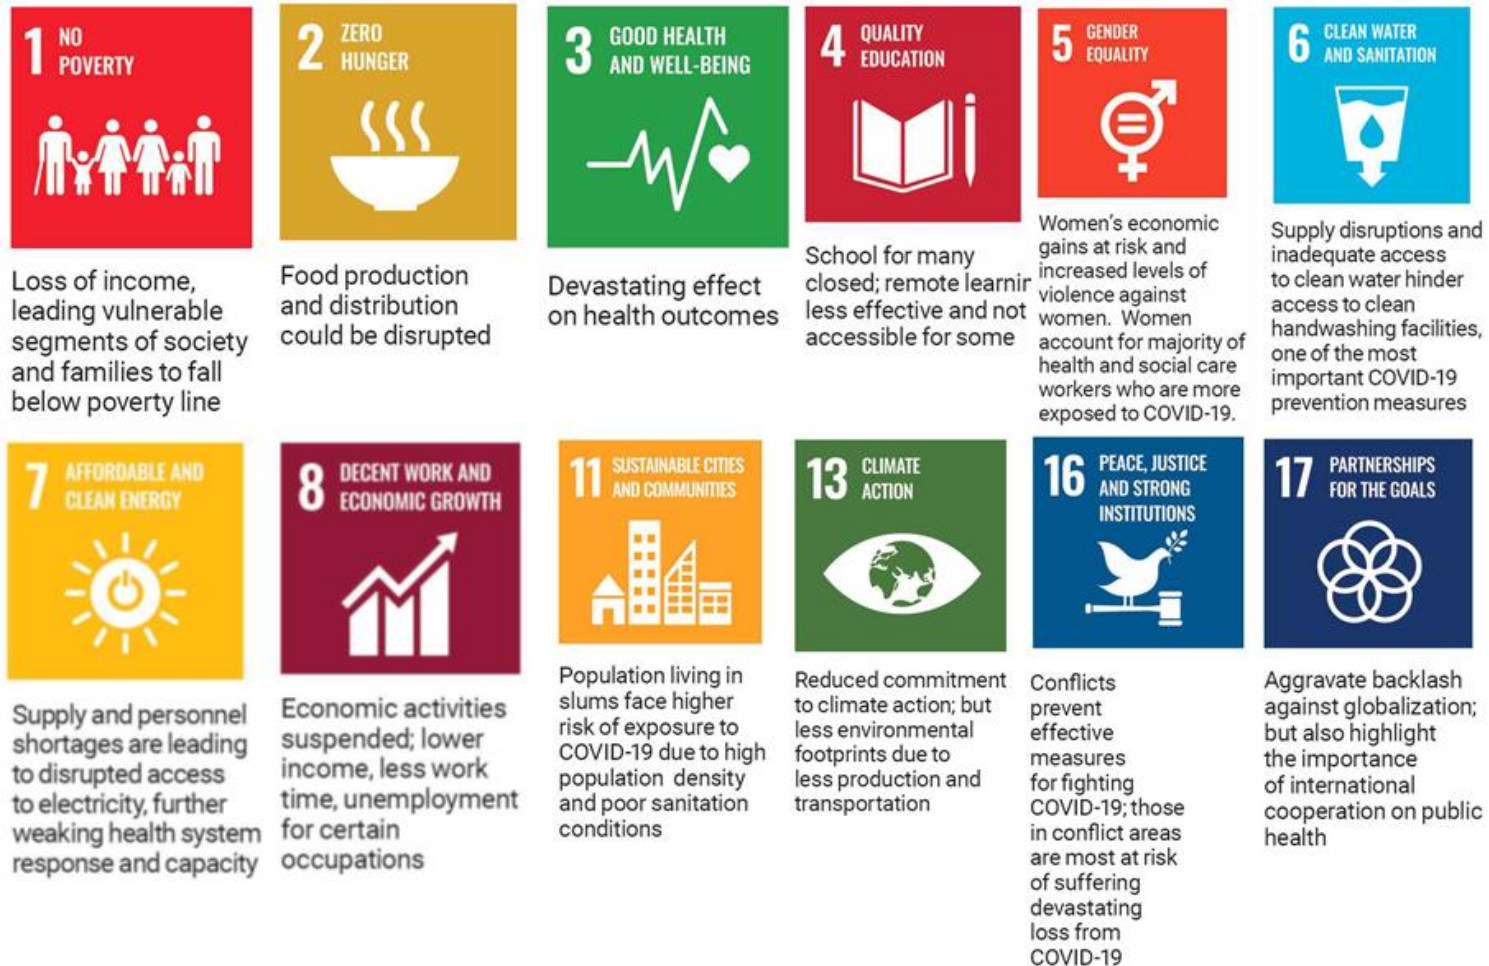 1 NO
POVERTY
Loss of income,
leading vulnerable
segments of society
and families to fall
below poverty line
2 ZERO
HUNGER
Food production
and distribution
could be disrupted
3 GOOD HEALTH
AND WELL-BEING
Devastating effect
on health outcomes
4 QUALITY
EDUCATION
School for many
closed; remote learnin
less effective and not
accessible for some
5 GENDER
EQUALITY
Women's economic
gains at risk and
increased levels of
violence against
women. Women
account for majority of
health and social care
workers who are more
exposed to COVID-19.
6 CLEAN WATER
AND SANITATION
Supply disruptions and
inadequate access
to clean water hinder
access to clean
handwashing facilities,
one of the most
important COVID-19
prevention measures
7 AFFORDABLE AND
CLEAN ENERGY
Supply and personnel
shortages are leading
to disrupted access
to electricity, further
weaking health system
response and capacity
8 DECENT WORK AND
ECONOMIC GROWTH
Economic activities
suspended; lower
income, less work
time, unemployment
for certain
occupations
11 SUSTAINABLE CITIES
AND COMMUNITIES
Population living in
slums face higher
risk of exposure to
COVID-19 due to high
population density
and poor sanitation
conditions
13 CLIMATE
ACTION
Reduced commitment
to climate action; but
less environmental
footprints due to
less production and
transportation
16 PEACE, JUSTICE
AND STRONG
INSTITUTIONS
Conflicts
prevent
effective
measures
for fighting
COVID-19; those
in conflict areas
are most at risk
of suffering
devastating
loss from
COVID-19
17 PARTNERSHIPS
FOR THE GOALS
Aggravate backlash
against globalization;
but also highlight
the importance
of international
cooperation on public
health